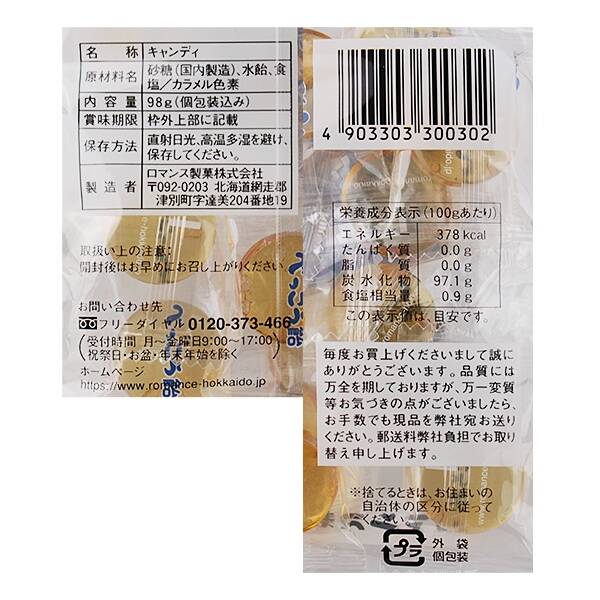 名称 キャンディ
原材料名 砂糖(国内製造)、水飴、食
塩/カラメル色素
内容量 98g(個包装込み)
賞味期限 枠外上部に記載
保存方法 直射日光、高温多湿を避け、
保存してください。
製造者 ロマンス製菓株式会社
〒092-0203 北海道網走郡
津別町字達美204番地19
取扱い上の注意:
開封後はお早めにお召し上がりください。
お問い合わせ先
フリーダイヤル 0120-373-466
(受付時間 月〜金曜日9:00〜17:00)
祝祭日・お盆・年末年始を除く
ホームページ
https://www.romance-hokkaido.jp
べっこう飴
4 903303 300302
栄養成分表示(100gあたり)
エネルギー 378kcal
たんぱく質 0.0g
脂質 0.0g
炭水化物 97.1g
食塩相当量 0.9g
この表示値は、目安です。
毎度お買上げくださいまして誠に
ありがとうございます。品質には
万全を期しておりますが、万一変質
等お気づきの点がございましたら、
お手数でも現品を弊社宛お送り
ください。郵送料弊社負担でお取り
替え申し上げます。
※捨てるときは、お住まいの
自治体の区分に従って
ください。
プラ 外袋
個包装